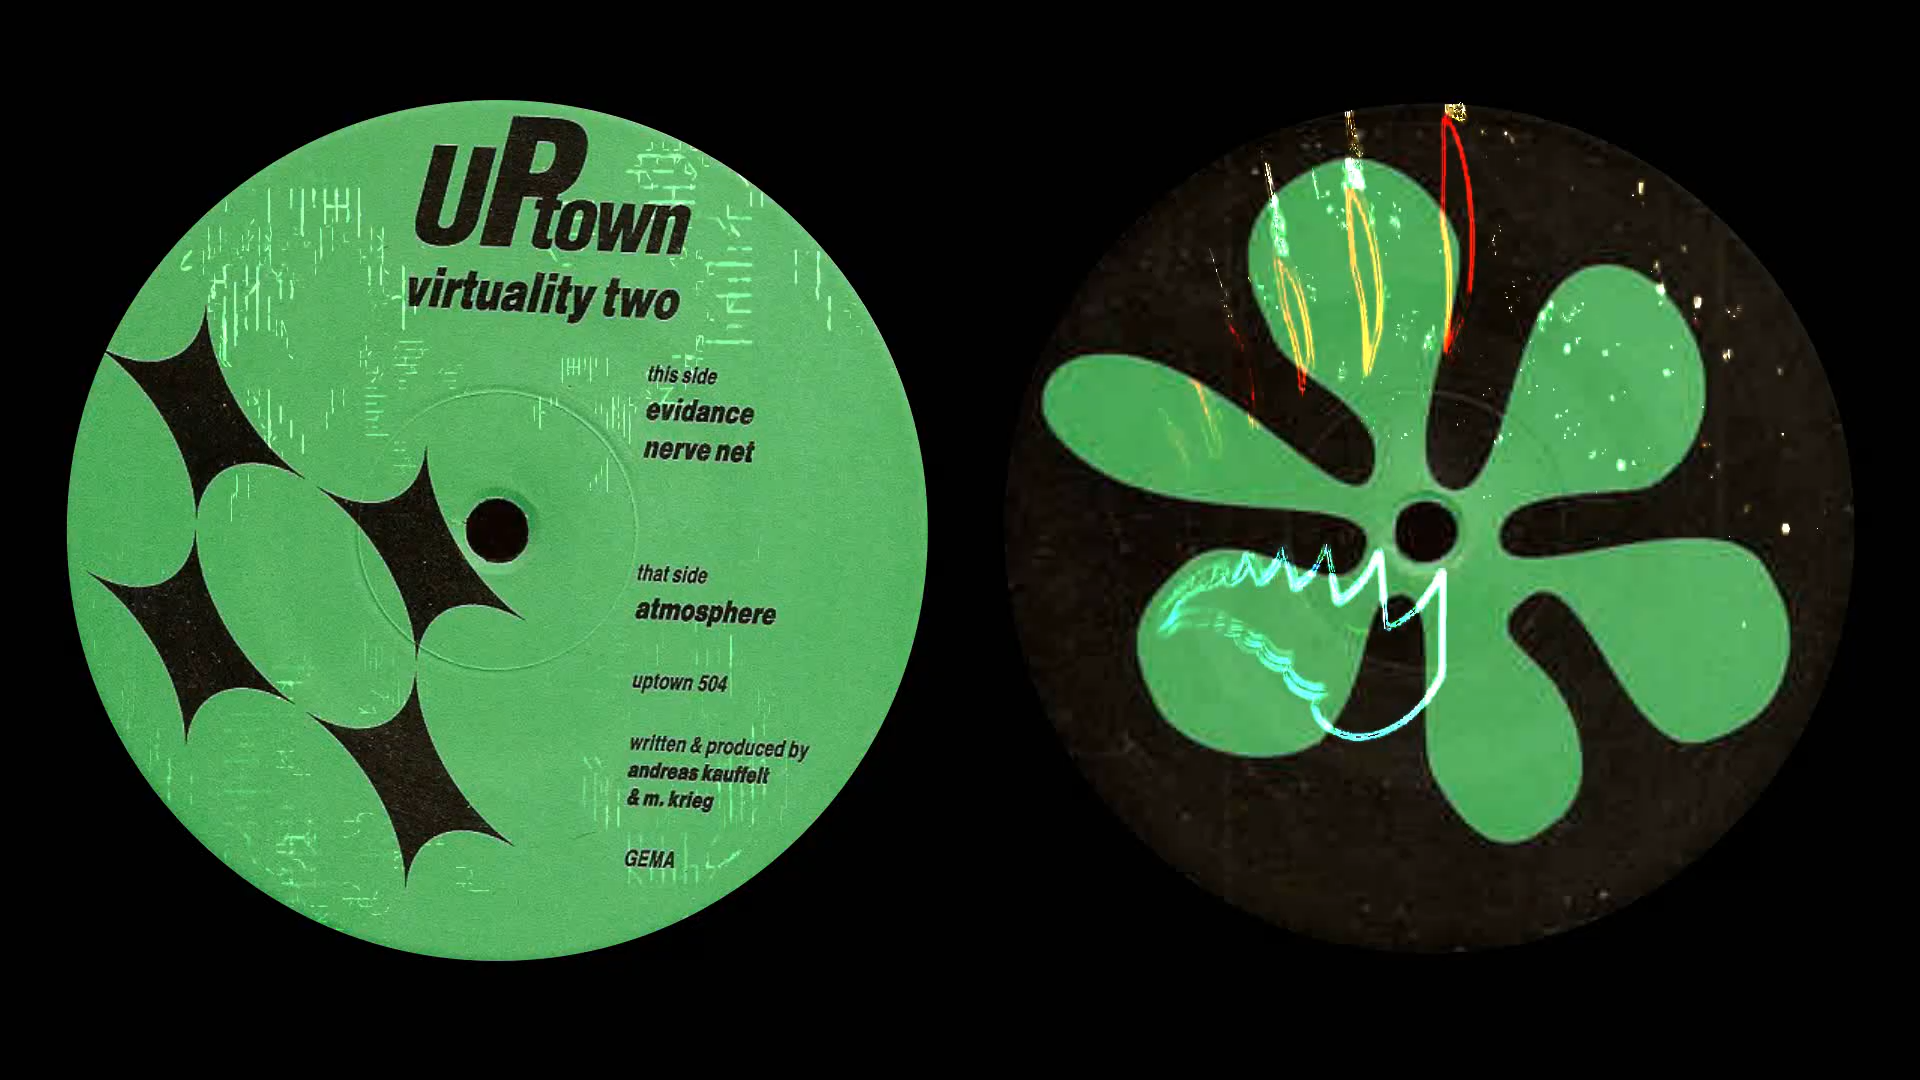 uptown
virtuality two
this side
evidance
nerve net
that side
atmosphere
uptown 504
written & produced by
andreas kauffelt
& m. krieg
GEMA